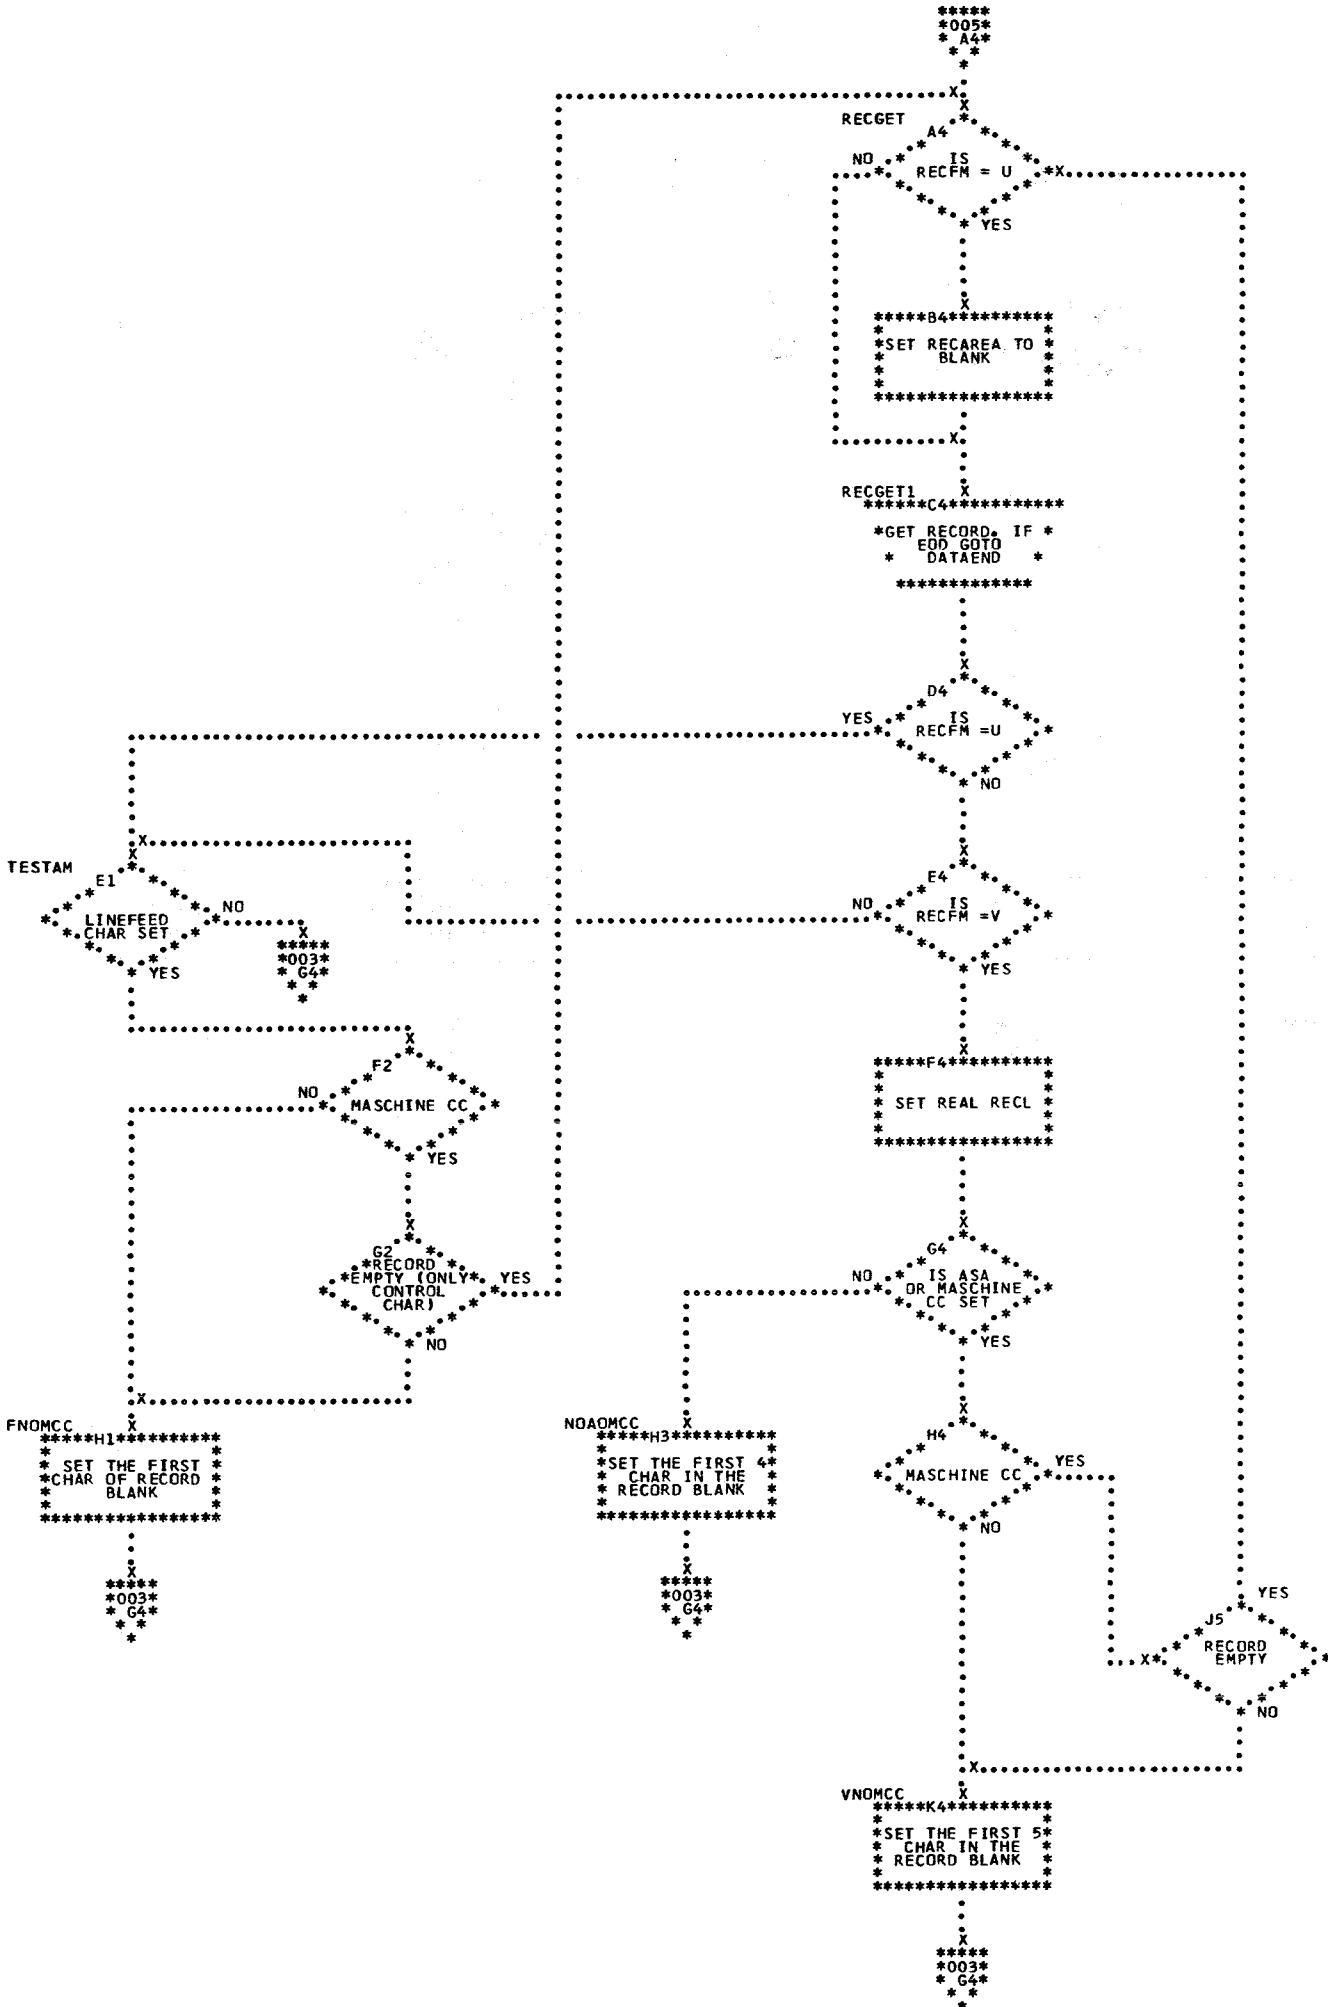 *005*
* A4*
RECGET
A4
NO
IS
RECFM = U
YES
B4
SET RECAREA TO
BLANK
RECGET1
C4
GET RECORD. IF
EOD GOTO
DATAEND
D4
YES
IS
RECFM =U
NO
TESTAM
E1
LINEFEED
CHAR SET
NO
YES
*003*
* G4*
E4
NO
IS
RECFM =V
YES
F2
NO
MASCHINE CC
YES
F4
SET REAL RECL
G2
RECORD
EMPTY (ONLY
CONTROL
CHAR)
YES
NO
G4
NO
IS ASA
OR MASCHINE
CC SET
YES
FNOMCC
H1
SET THE FIRST
CHAR OF RECORD
BLANK
*003*
* G4*
NOAOMCC
H3
SET THE FIRST 4
CHAR IN THE
RECORD BLANK
*003*
* G4*
H4
MASCHINE CC
YES
NO
J5
YES
RECORD
EMPTY
NO
VNOMCC
K4
SET THE FIRST 5
CHAR IN THE
RECORD BLANK
*003*
* G4*